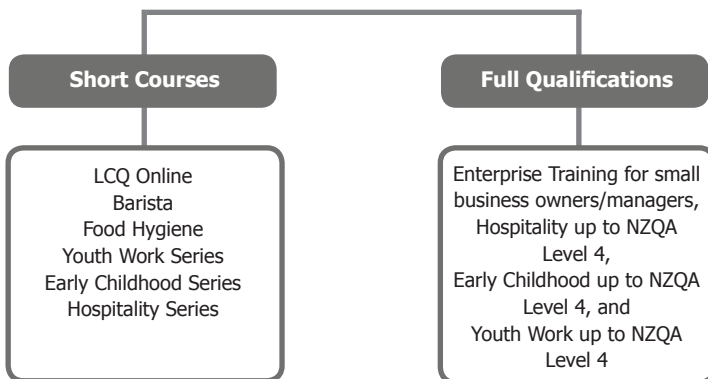 Short Courses
LCQ Online
Barista
Food Hygiene
Youth Work Series
Early Childhood Series
Hospitality Series
Full Qualifications
Enterprise Training for small
business owners/managers,
Hospitality up to NZQA
Level 4,
Early Childhood up to NZQA
Level 4, and
Youth Work up to NZQA
Level 4